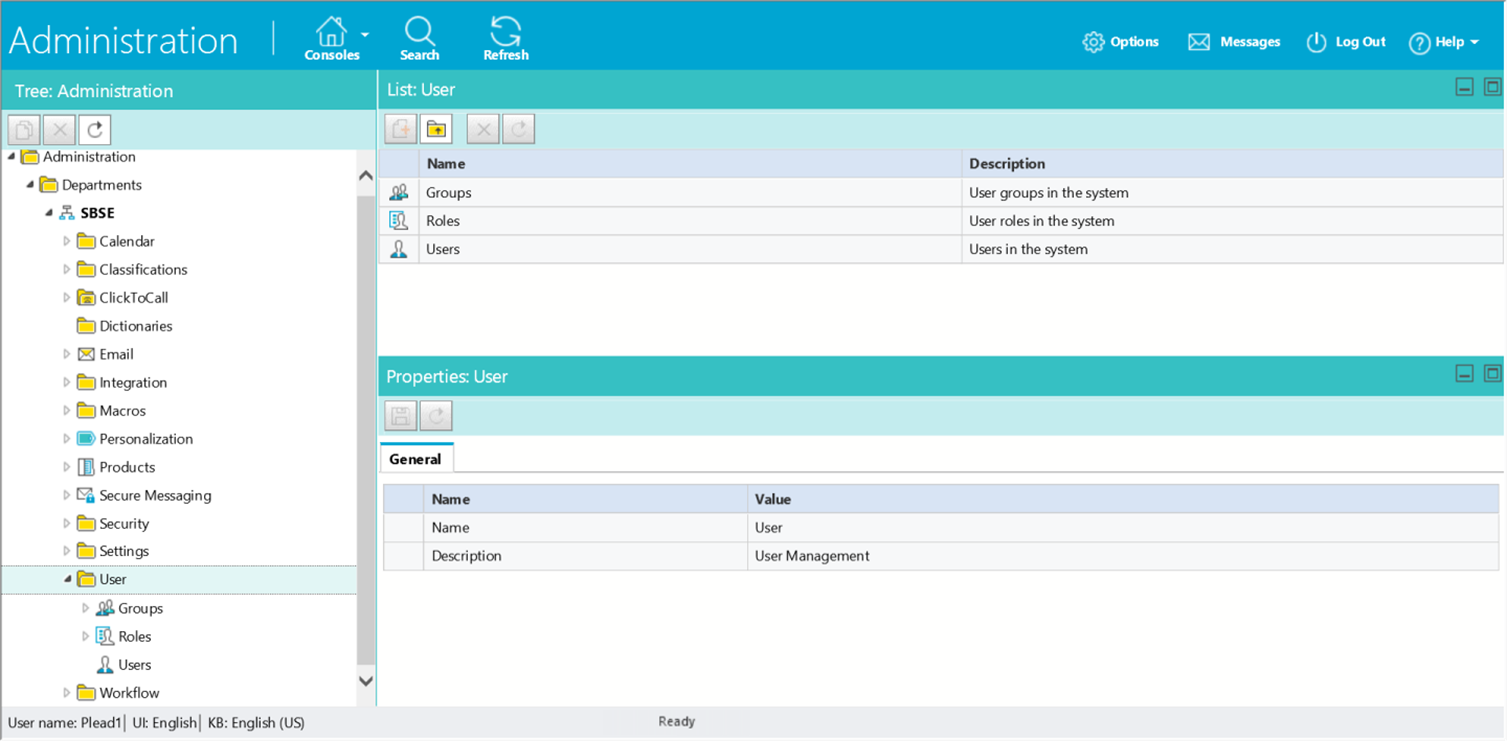 Administration
Consoles
Search
Refresh
Options
Messages
Log Out
Help
Tree: Administration
Administration
Departments
SBSE
Calendar
Classifications
ClickToCall
Dictionaries
Email
Integration
Macros
Personalization
Products
Secure Messaging
Security
Settings
User
Groups
Roles
Users
Workflow
List: User
Name Description
Groups User groups in the system
Roles User roles in the system
Users Users in the system
Properties: User
General
Name Value
Name User
Description User Management
User name: Plead1 UI: English KB: English (US) Ready